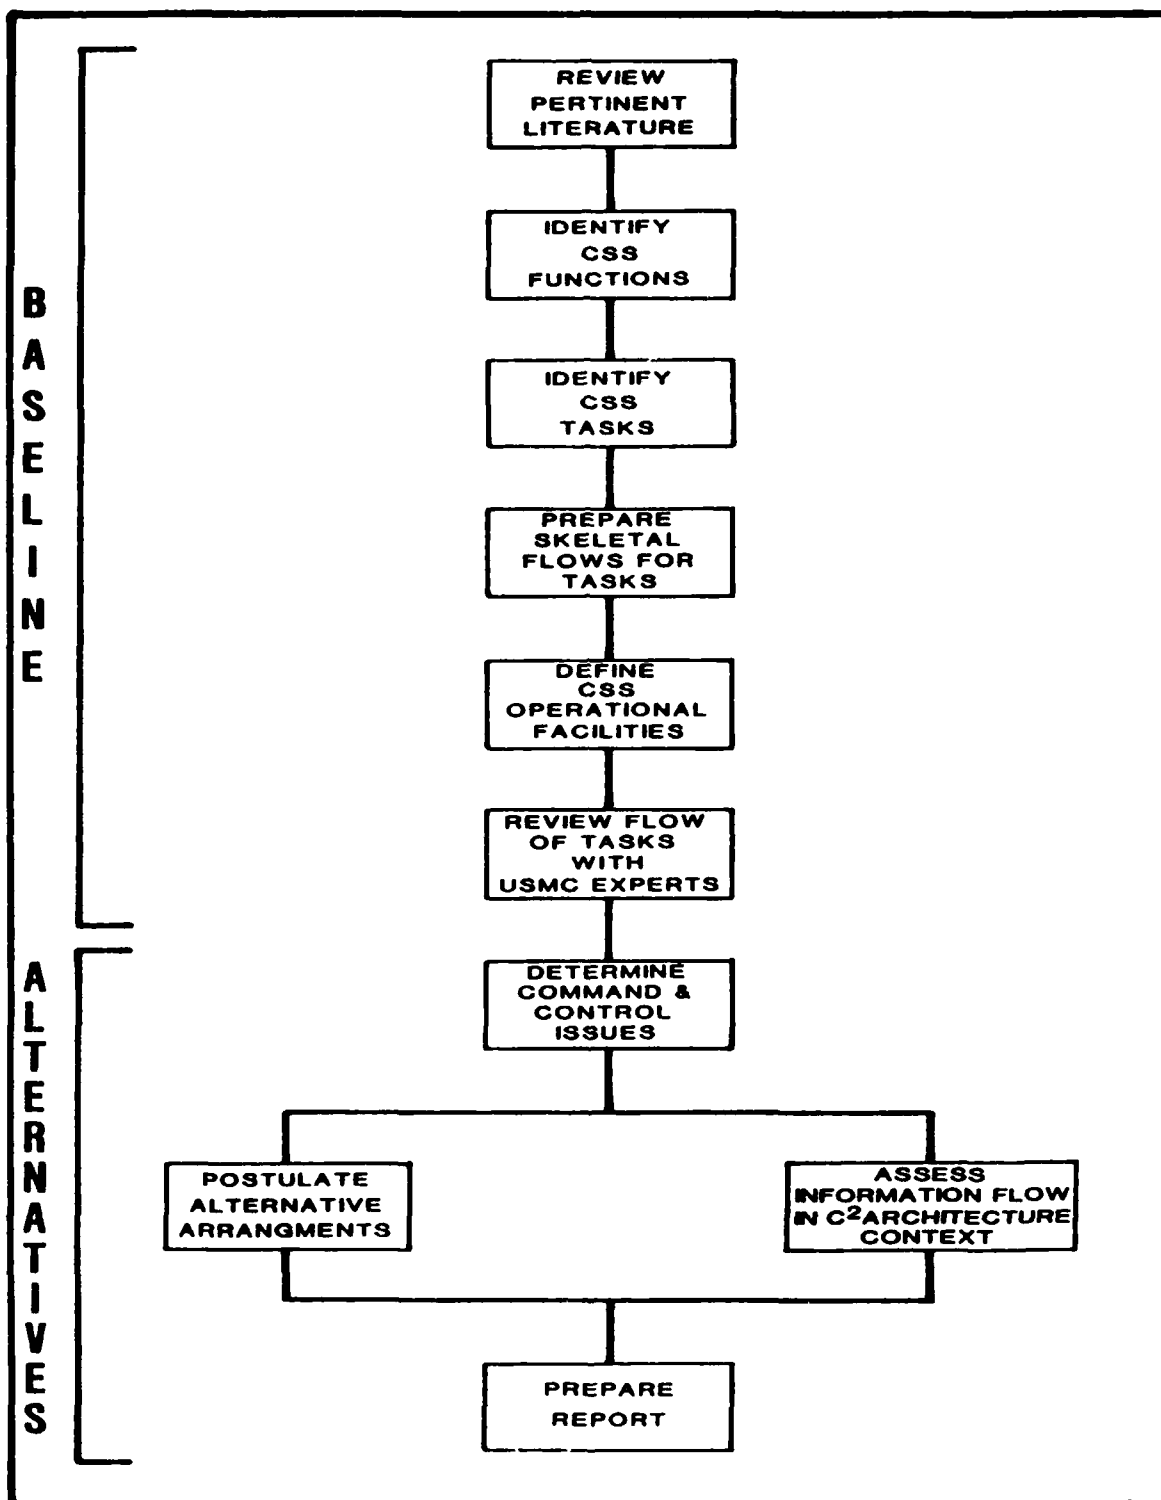 BASELINE
REVIEW
PERTINENT
LITERATURE
IDENTIFY
CSS
FUNCTIONS
IDENTIFY
CSS
TASKS
PREPARE
SKELETAL
FLOWS FOR
TASKS
DEFINE
CSS
OPERATIONAL
FACILITIES
REVIEW FLOW
OF TASKS
WITH
USMC EXPERTS
ALTERNATIVES
DETERMINE
COMMAND &
CONTROL
ISSUES
POSTULATE
ALTERNATIVE
ARRANGMENTS
ASSESS
INFORMATION FLOW
IN C²ARCHITECTURE
CONTEXT
PREPARE
REPORT